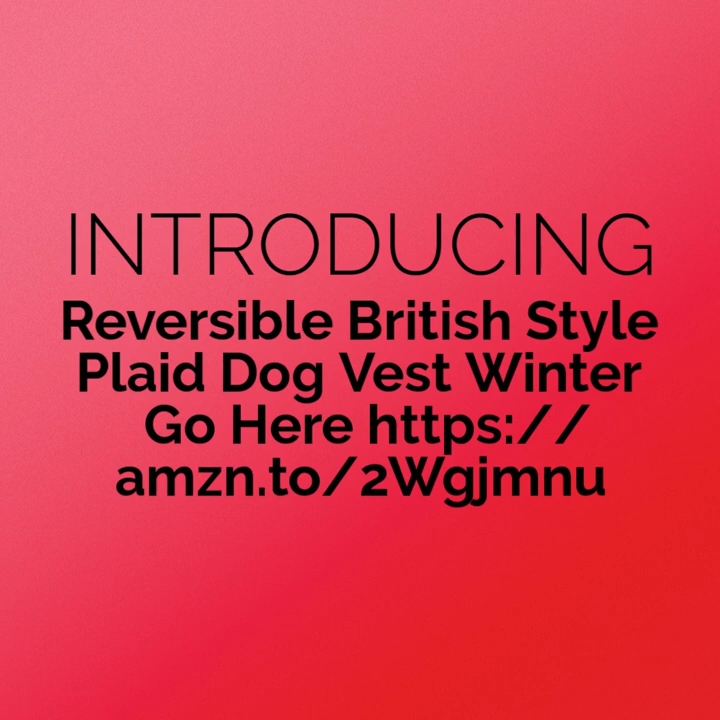 INTRODUCING
Reversible British Style
Plaid Dog Vest Winter
Go Here https://
amzn.to/2Wgjmnu